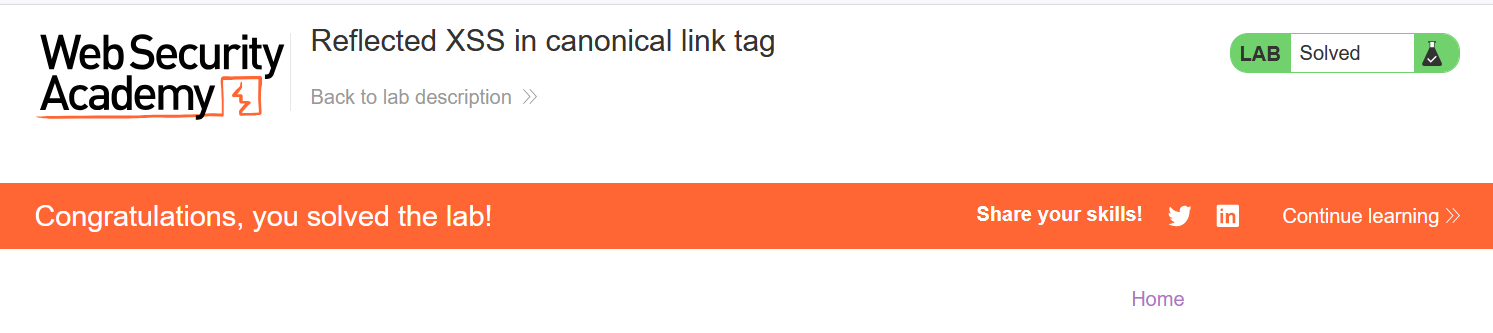 Web Security
Academy
Reflected XSS in canonical link tag
Back to lab description
LAB Solved
Congratulations, you solved the lab!
Share your skills!
Continue learning
Home